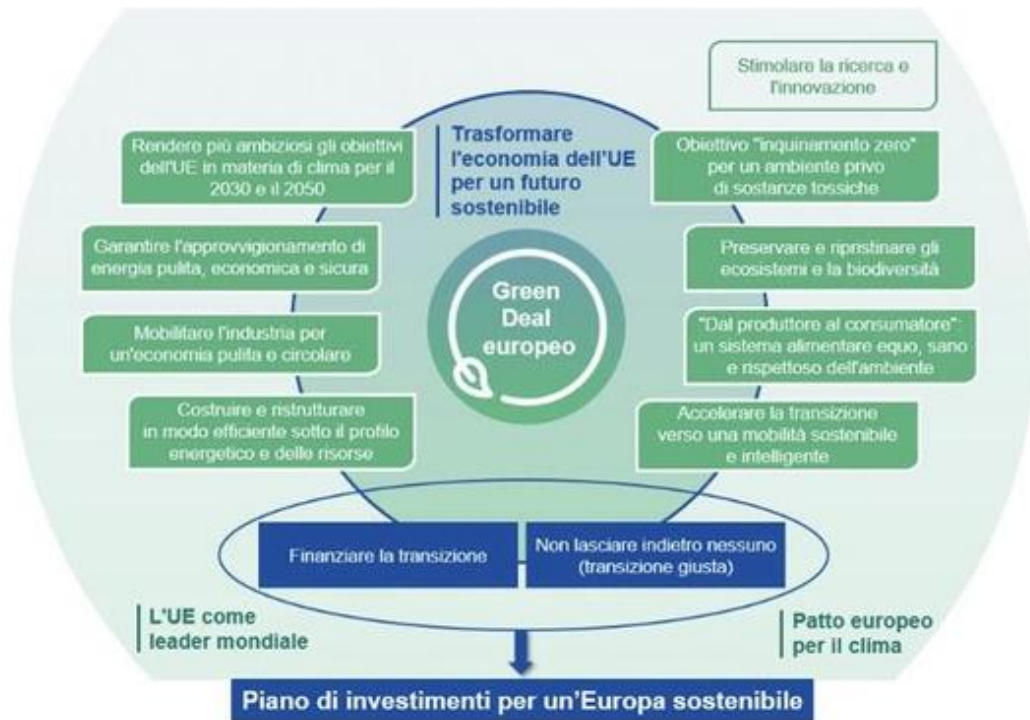 Stimolare la ricerca e
l'innovazione
Trasformare
l'economia dell'UE
per un futuro
sostenibile
Rendere più ambiziosi gli obiettivi
dell'UE in materia di clima per il
2030 e il 2050
Obiettivo "inquinamento zero"
per un ambiente privo
di sostanze tossiche
Garantire l'approvvigionamento di
energia pulita, economica e sicura
Preservare e ripristinare gli
ecosistemi e la biodiversità
Green
Deal
europeo
Mobilitare l'industria per
un'economia pulita e circolare
"Dal produttore al consumatore":
un sistema alimentare equo, sano
e rispettoso dell'ambiente
Costruire e ristrutturare
in modo efficiente sotto il profilo
energetico e delle risorse
Accelerare la transizione
verso una mobilità sostenibile
e intelligente
Finanziare la transizione
Non lasciare indietro nessuno
(transizione giusta)
L'UE come
leader mondiale
Patto europeo
per il clima
Piano di investimenti per un'Europa sostenibile